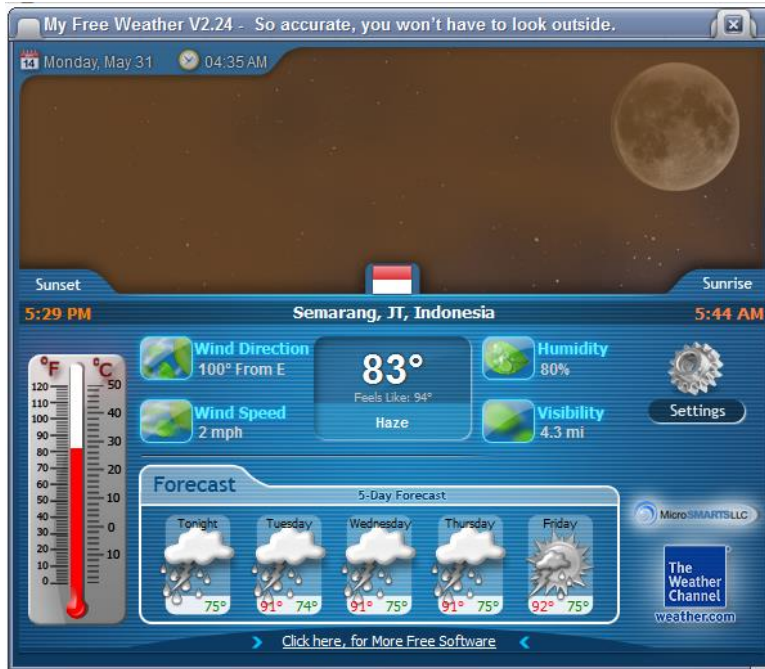 My Free Weather V2.24 - So accurate, you won't have to look outside.
14 Monday, May 31 04:35 AM
Sunset
Sunrise
5:29 PM Semarang, JT, Indonesia 5:44 AM
Wind Direction
100° From E
Wind Speed
2 mph
83°
Feels Like: 94°
Haze
Humidity
80%
Visibility
4.3 mi
Settings
°F °C
120 50
110
100 40
90
80 30
70
60 20
50 10
40
30 0
20
10 10
0
Forecast
5-Day Forecast
Tonight Tuesday Wednesday Thursday Friday
75° 91° 74° 91° 75° 91° 75° 92° 75°
MicroSMARTSLLC
The
Weather
Channel
weather.com
Click here, for More Free Software